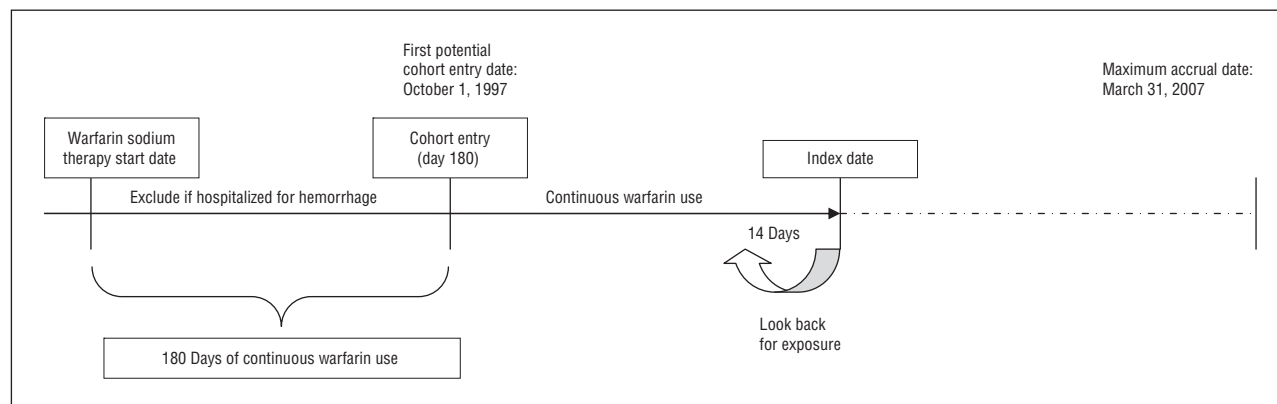 First potential
cohort entry date:
October 1, 1997
Maximum accrual date:
March 31, 2007
Warfarin sodium
therapy start date
Cohort entry
(day 180)
Index date
Exclude if hospitalized for hemorrhage
Continuous warfarin use
14 Days
Look back
for exposure
180 Days of continuous warfarin use